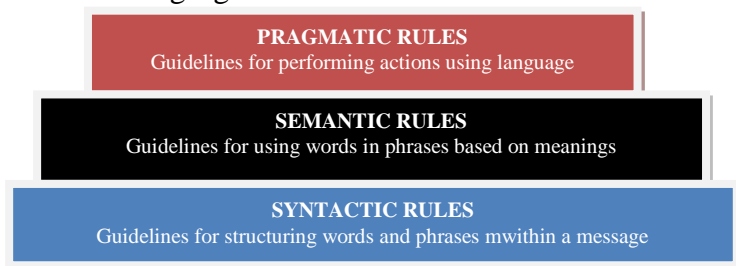 PRAGMATIC RULES
Guidelines for performing actions using language
SEMANTIC RULES
Guidelines for using words in phrases based on meanings
SYNTACTIC RULES
Guidelines for structuring words and phrases mwithin a message